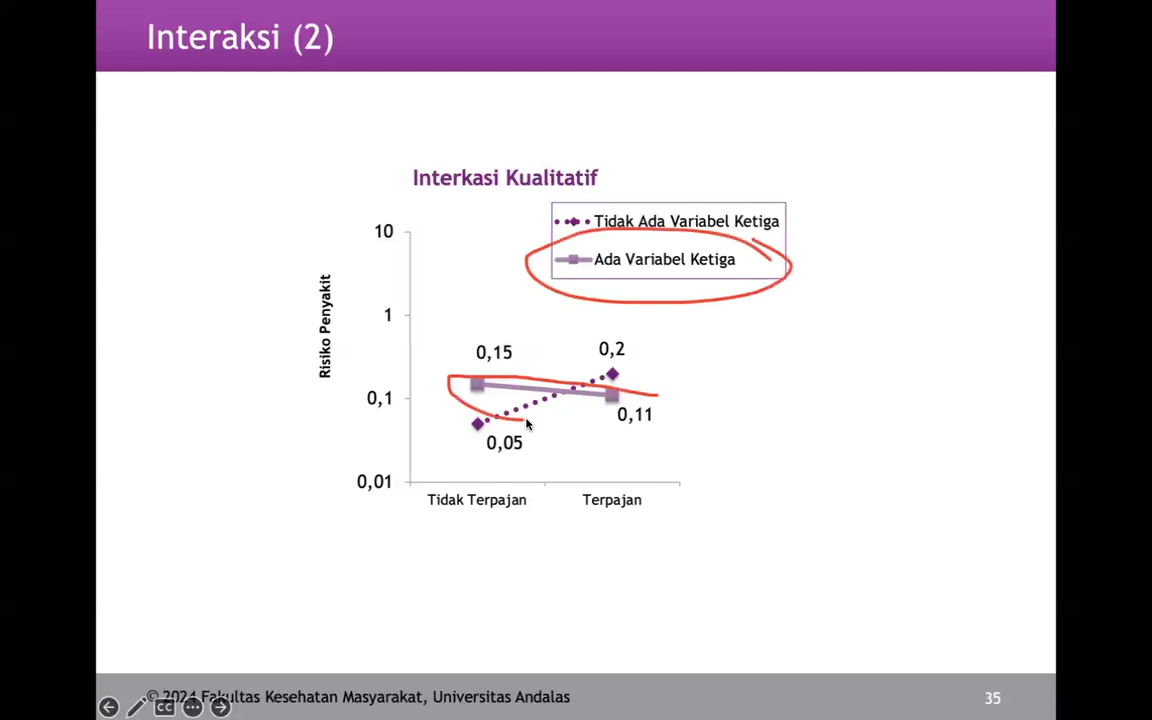 Interaksi (2)
Interkasi Kualitatif
Tidak Ada Variabel Ketiga
Ada Variabel Ketiga
Risiko Penyakit
10
1
0,1
0,01
0,15
0,2
0,05
0,11
Tidak Terpajan
Terpajan
© 2024 Fakultas Kesehatan Masyarakat, Universitas Andalas
35
CC